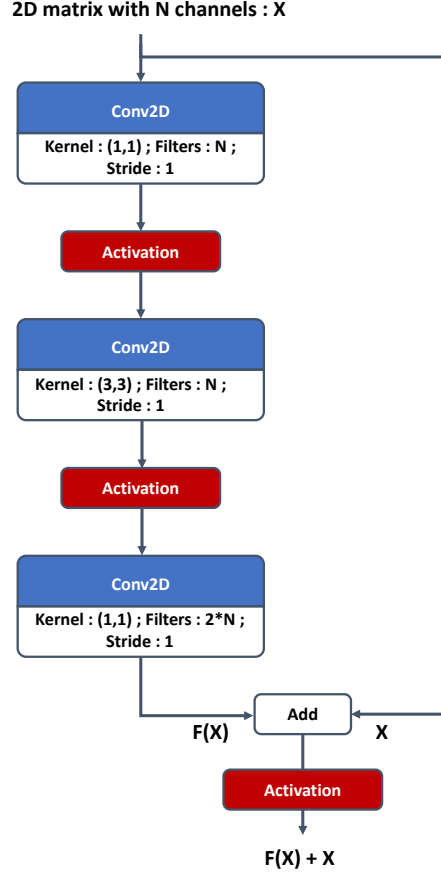 2D matrix with N channels : X
Conv2D
Kernel : (1,1) ; Filters : N ;
Stride : 1
Activation
Conv2D
Kernel : (3,3) ; Filters : N ;
Stride : 1
Activation
Conv2D
Kernel : (1,1) ; Filters : 2*N ;
Stride : 1
Add
F(X)
X
Activation
F(X) + X